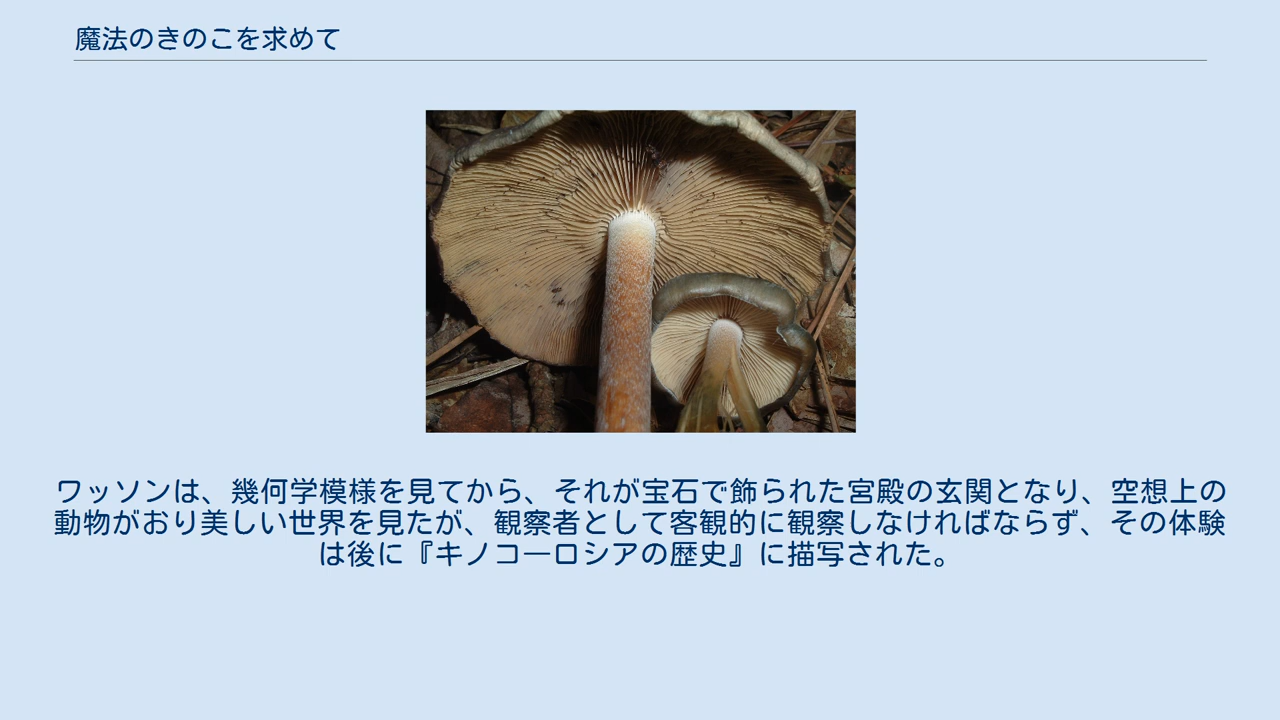 魔法のきのこを求めて
ワッソンは、幾何学模様を見てから、それが宝石で飾られた宮殿の玄関となり、空想上の
動物がおり美しい世界を見たが、観察者として客観的に観察しなければならず、その体験
は後に『キノコ―ロシアの歴史』に描写された。